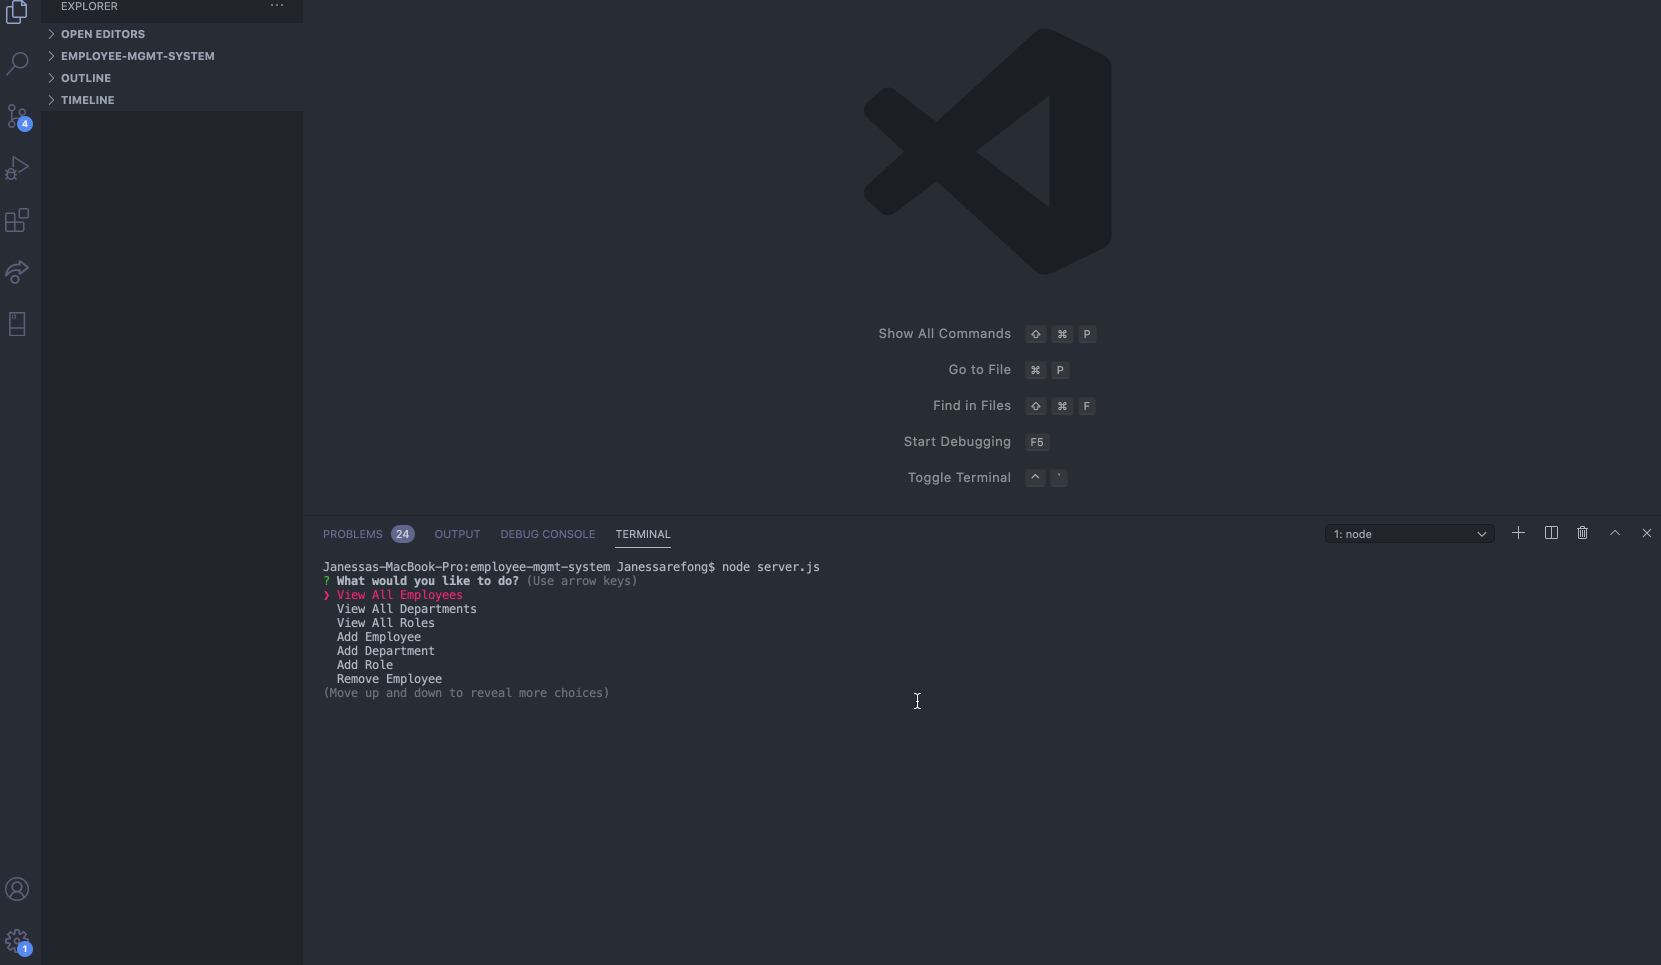 EXPLORER
···
OPEN EDITORS
EMPLOYEE-MGMT-SYSTEM
OUTLINE
TIMELINE
4
1
Show All Commands ⇧ ⌘ P
Go to File ⌘ P
Find in Files ⇧ ⌘ F
Start Debugging F5
Toggle Terminal ^ `
PROBLEMS 24 OUTPUT DEBUG CONSOLE TERMINAL 1: node
Janessas-MacBook-Pro:employee-mgmt-system Janessarefong$ node server.js
? What would you like to do? (Use arrow keys)
❯ View All Employees
View All Departments
View All Roles
Add Employee
Add Department
Add Role
Remove Employee
(Move up and down to reveal more choices)